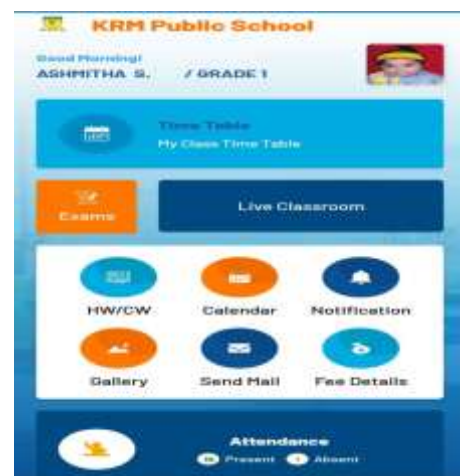 KRM Public School
Good Morning!
ASHMITHA S. / GRADE 1
Time Table
My Class Time Table
Exams
Live Classroom
HW/CW
Calendar
Notification
Gallery
Send Mail
Fee Details
Attendance
Present
Absent